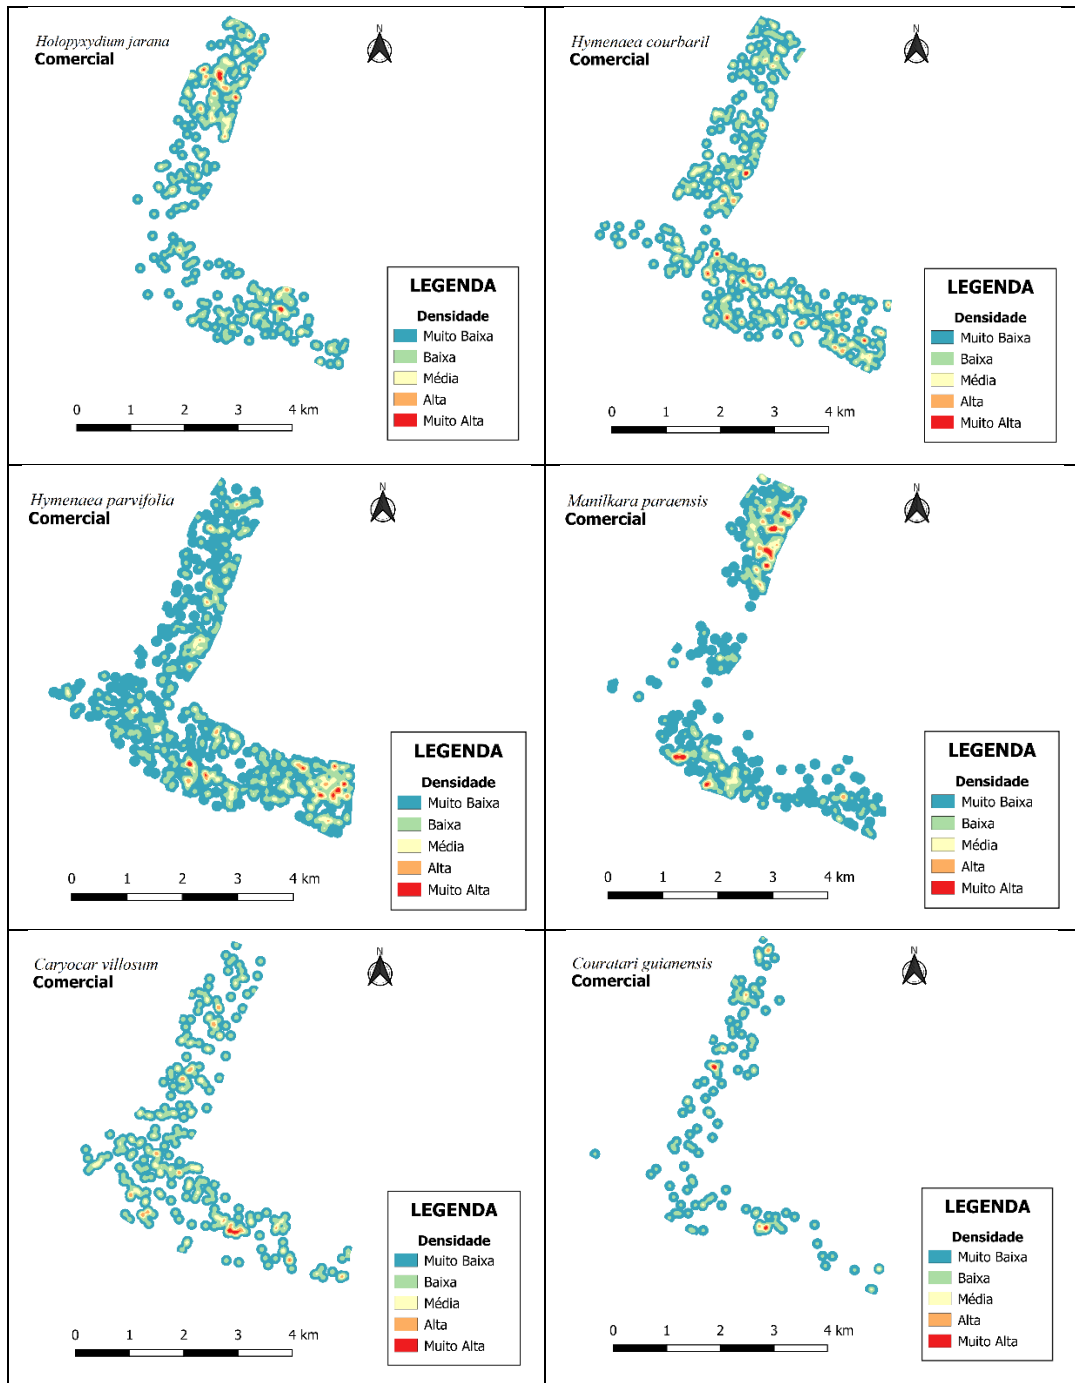 Holopyxydium jarana
Comercial
N
LEGENDA
Densidade
Muito Baixa
Baixa
Média
Alta
Muito Alta
0 1 2 3 4 km
Hymenaea courbaril
Comercial
N
LEGENDA
Densidade
Muito Baixa
Baixa
Média
Alta
Muito Alta
0 1 2 3 4 km
Hymenaea parvifolia
Comercial
N
LEGENDA
Densidade
Muito Baixa
Baixa
Média
Alta
Muito Alta
0 1 2 3 4 km
Manilkara paraensis
Comercial
N
LEGENDA
Densidade
Muito Baixa
Baixa
Média
Alta
Muito Alta
0 1 2 3 4 km
Caryocar villosum
Comercial
N
LEGENDA
Densidade
Muito Baixa
Baixa
Média
Alta
Muito Alta
0 1 2 3 4 km
Couratari guianensis
Comercial
N
LEGENDA
Densidade
Muito Baixa
Baixa
Média
Alta
Muito Alta
0 1 2 3 4 km